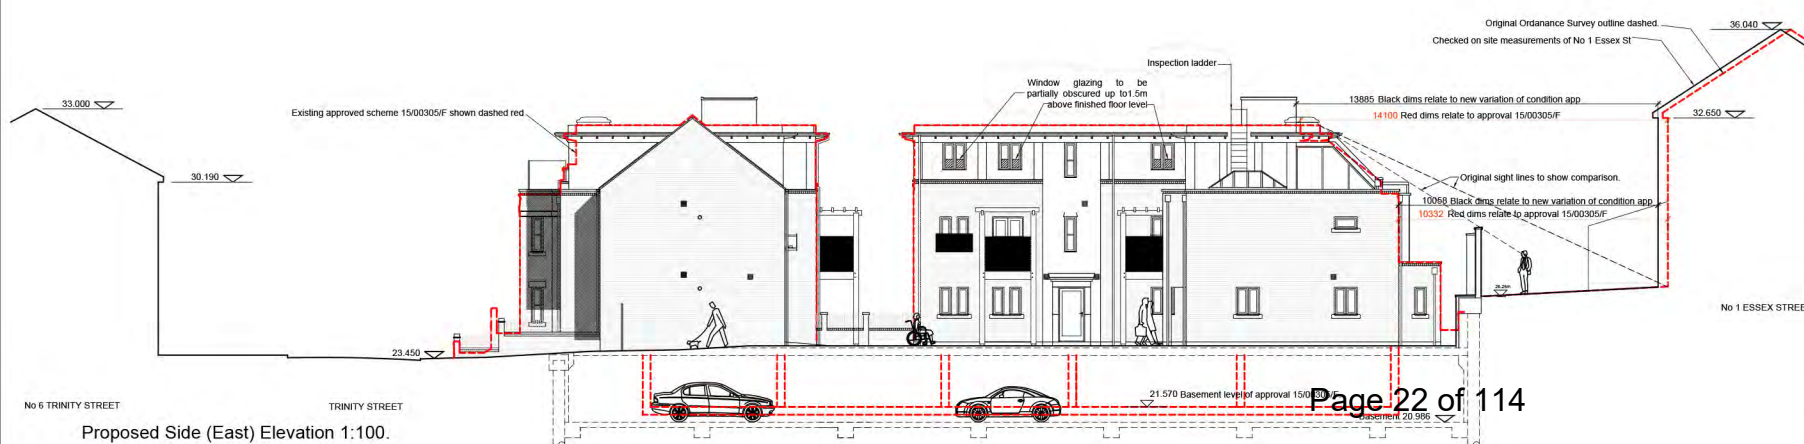 Original Ordanance Survey outline dashed.
36.040
Checked on site measurements of No 1 Essex St
Inspection ladder
Window glazing to be
partially obscured up to1.5m
above finished floor level
33.000
Existing approved scheme 15/00305/F shown dashed red
13885 Black dims relate to new variation of condition app
14100 Red dims relate to approval 15/00305/F
32.650
30.190
Original sight lines to show comparison.
10058 Black dims relate to new variation of condition app
10332 Red dims relate to approval 15/00305/F
No 1 ESSEX STREE
23.450
21.570 Basement level of approval 15/00305/F
Page 22 of 114
Basement 20.986
No 6 TRINITY STREET
TRINITY STREET
Proposed Side (East) Elevation 1:100.